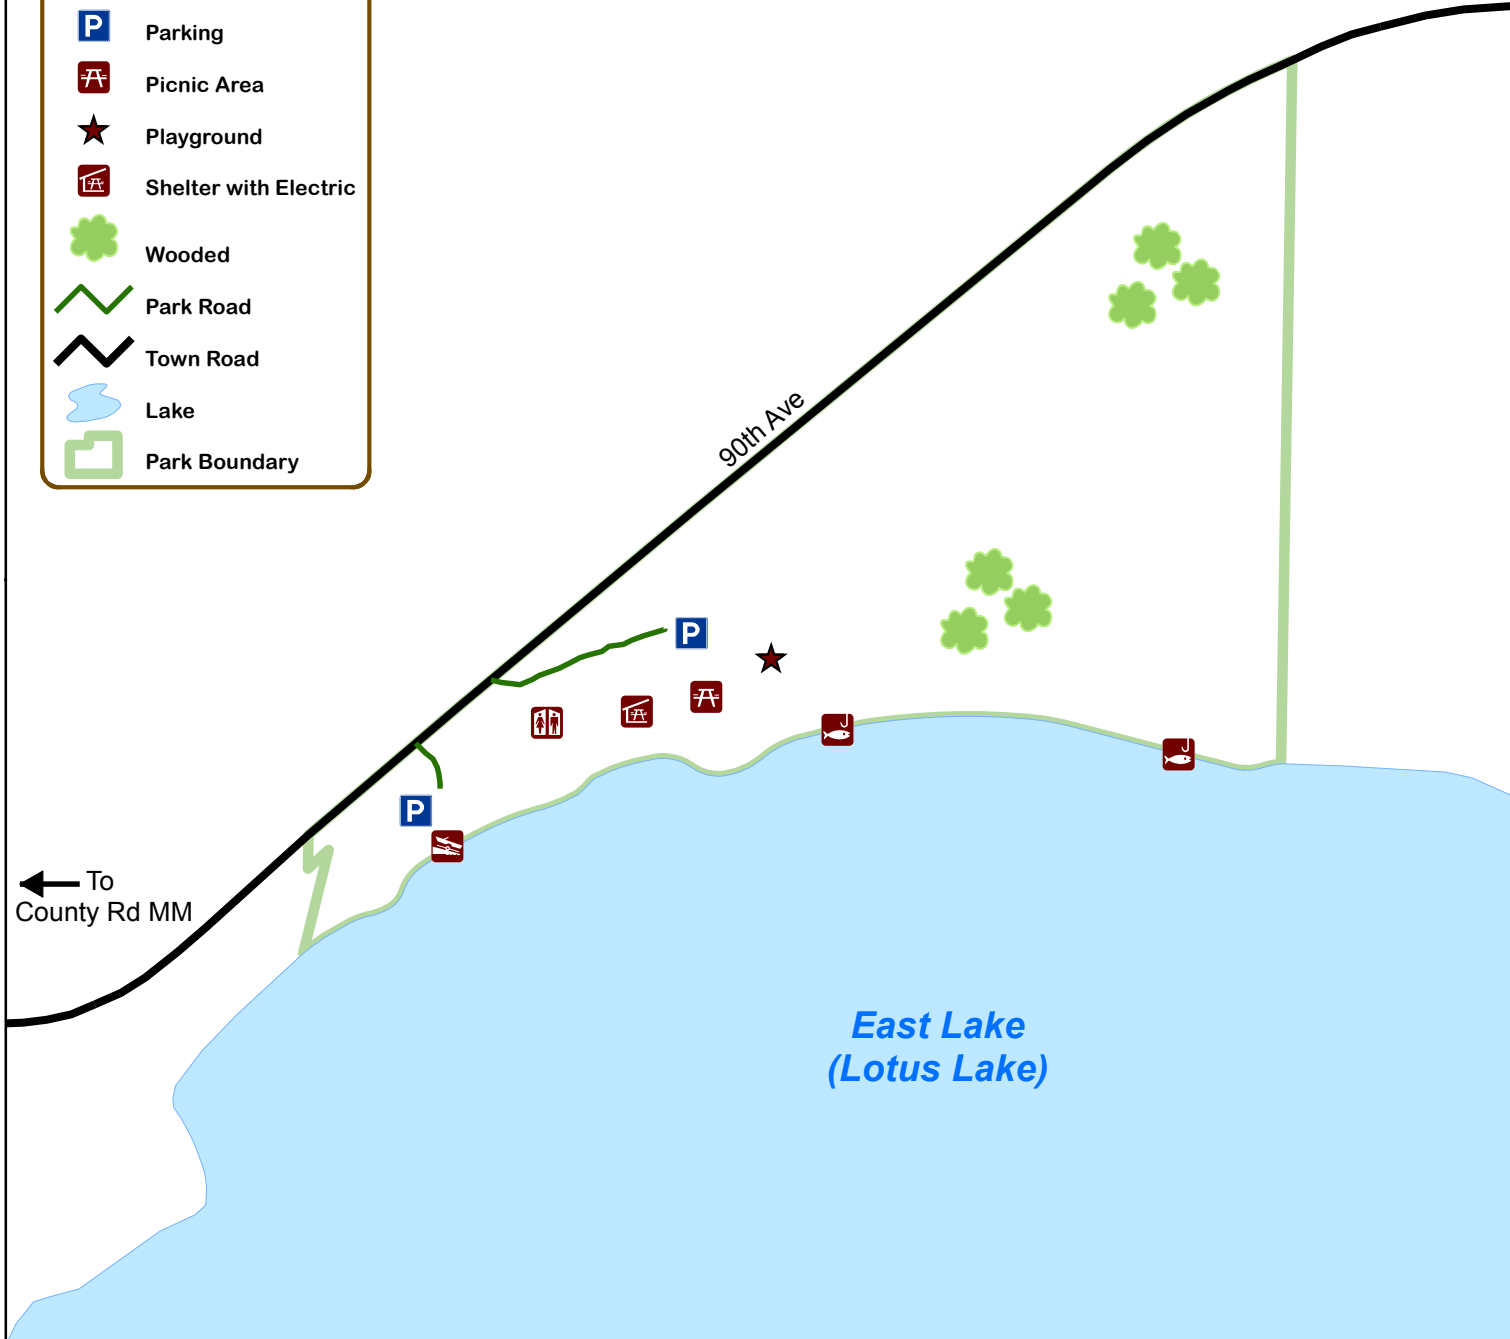 P Parking
Picnic Area
Playground
Shelter with Electric
Wooded
Park Road
Town Road
Lake
Park Boundary
90th Ave
P
P
To
County Rd MM
East Lake
(Lotus Lake)